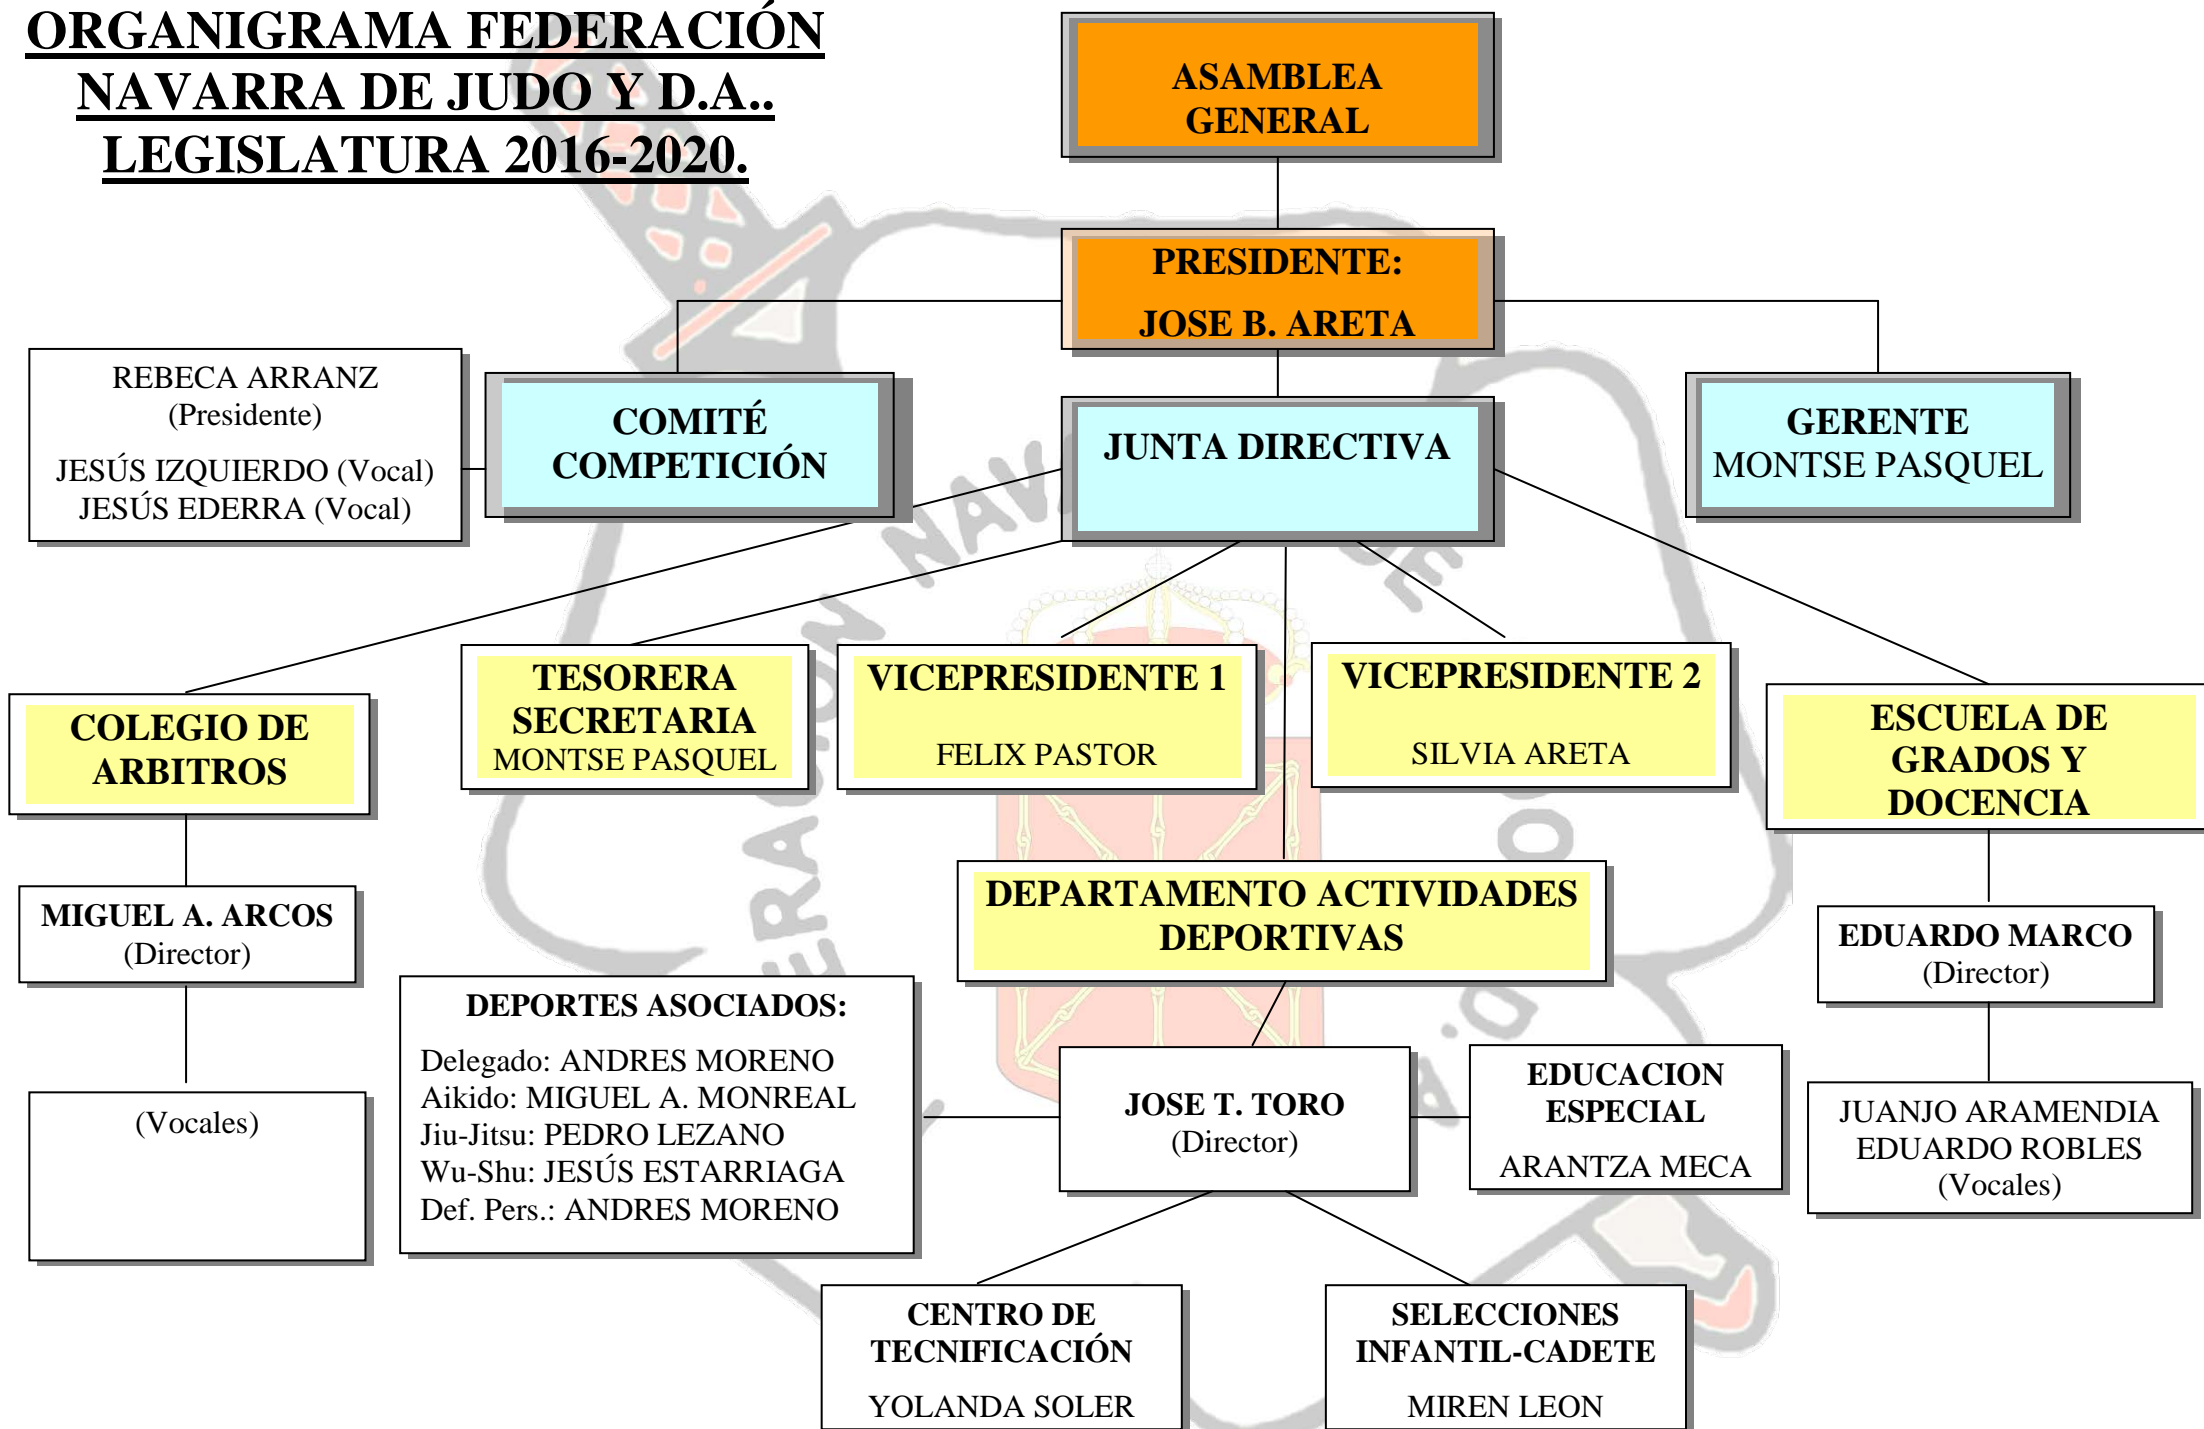 ORGANIGRAMA FEDERACIÓN
NAVARRA DE JUDO Y D.A..
LEGISLATURA 2016-2020.
ASAMBLEA
GENERAL
PRESIDENTE:
JOSE B. ARETA
REBECA ARRANZ
(Presidente)
JESÚS IZQUIERDO (Vocal)
JESÚS EDERRA (Vocal)
COMITÉ
COMPETICIÓN
JUNTA DIRECTIVA
GERENTE
MONTSE PASQUEL
COLEGIO DE
ARBITROS
TESORERA
SECRETARIA
MONTSE PASQUEL
VICEPRESIDENTE 1
FELIX PASTOR
VICEPRESIDENTE 2
SILVIA ARETA
ESCUELA DE
GRADOS Y
DOCENCIA
MIGUEL A. ARCOS
(Director)
DEPARTAMENTO ACTIVIDADES
DEPORTIVAS
EDUARDO MARCO
(Director)
(Vocales)
DEPORTES ASOCIADOS:
Delegado: ANDRES MORENO
Aikido: MIGUEL A. MONREAL
Jiu-Jitsu: PEDRO LEZANO
Wu-Shu: JESÚS ESTARRIAGA
Def. Pers.: ANDRES MORENO
JOSE T. TORO
(Director)
EDUCACION
ESPECIAL
ARANTZA MECA
JUANJO ARAMENDIA
EDUARDO ROBLES
(Vocales)
CENTRO DE
TECNIFICACIÓN
YOLANDA SOLER
SELECCIONES
INFANTIL-CADETE
MIREN LEON